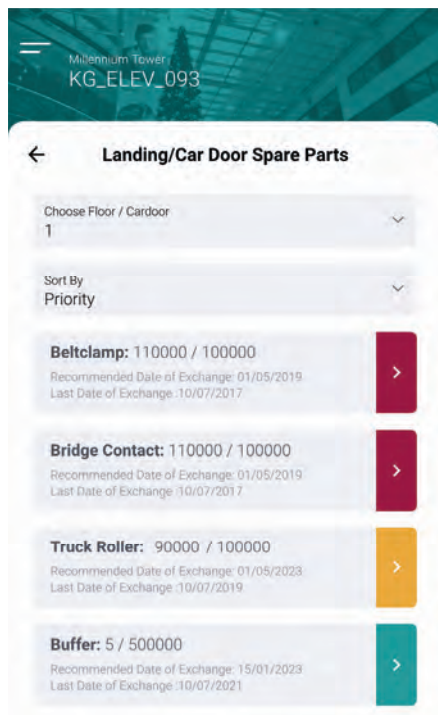 Millennium Tower
KG_ELEV_093
Landing/Car Door Spare Parts
Choose Floor / Cardoor
1
Sort By
Priority
Beltclamp: 110000 / 100000
Recommended Date of Exchange: 01/05/2019
Last Date of Exchange :10/07/2017
Bridge Contact: 110000 / 100000
Recommended Date of Exchange: 01/05/2019
Last Date of Exchange :10/07/2017
Truck Roller: 90000 / 100000
Recommended Date of Exchange: 01/05/2023
Last Date of Exchange :10/07/2019
Buffer: 5 / 500000
Recommended Date of Exchange: 15/01/2023
Last Date of Exchange :10/07/2021